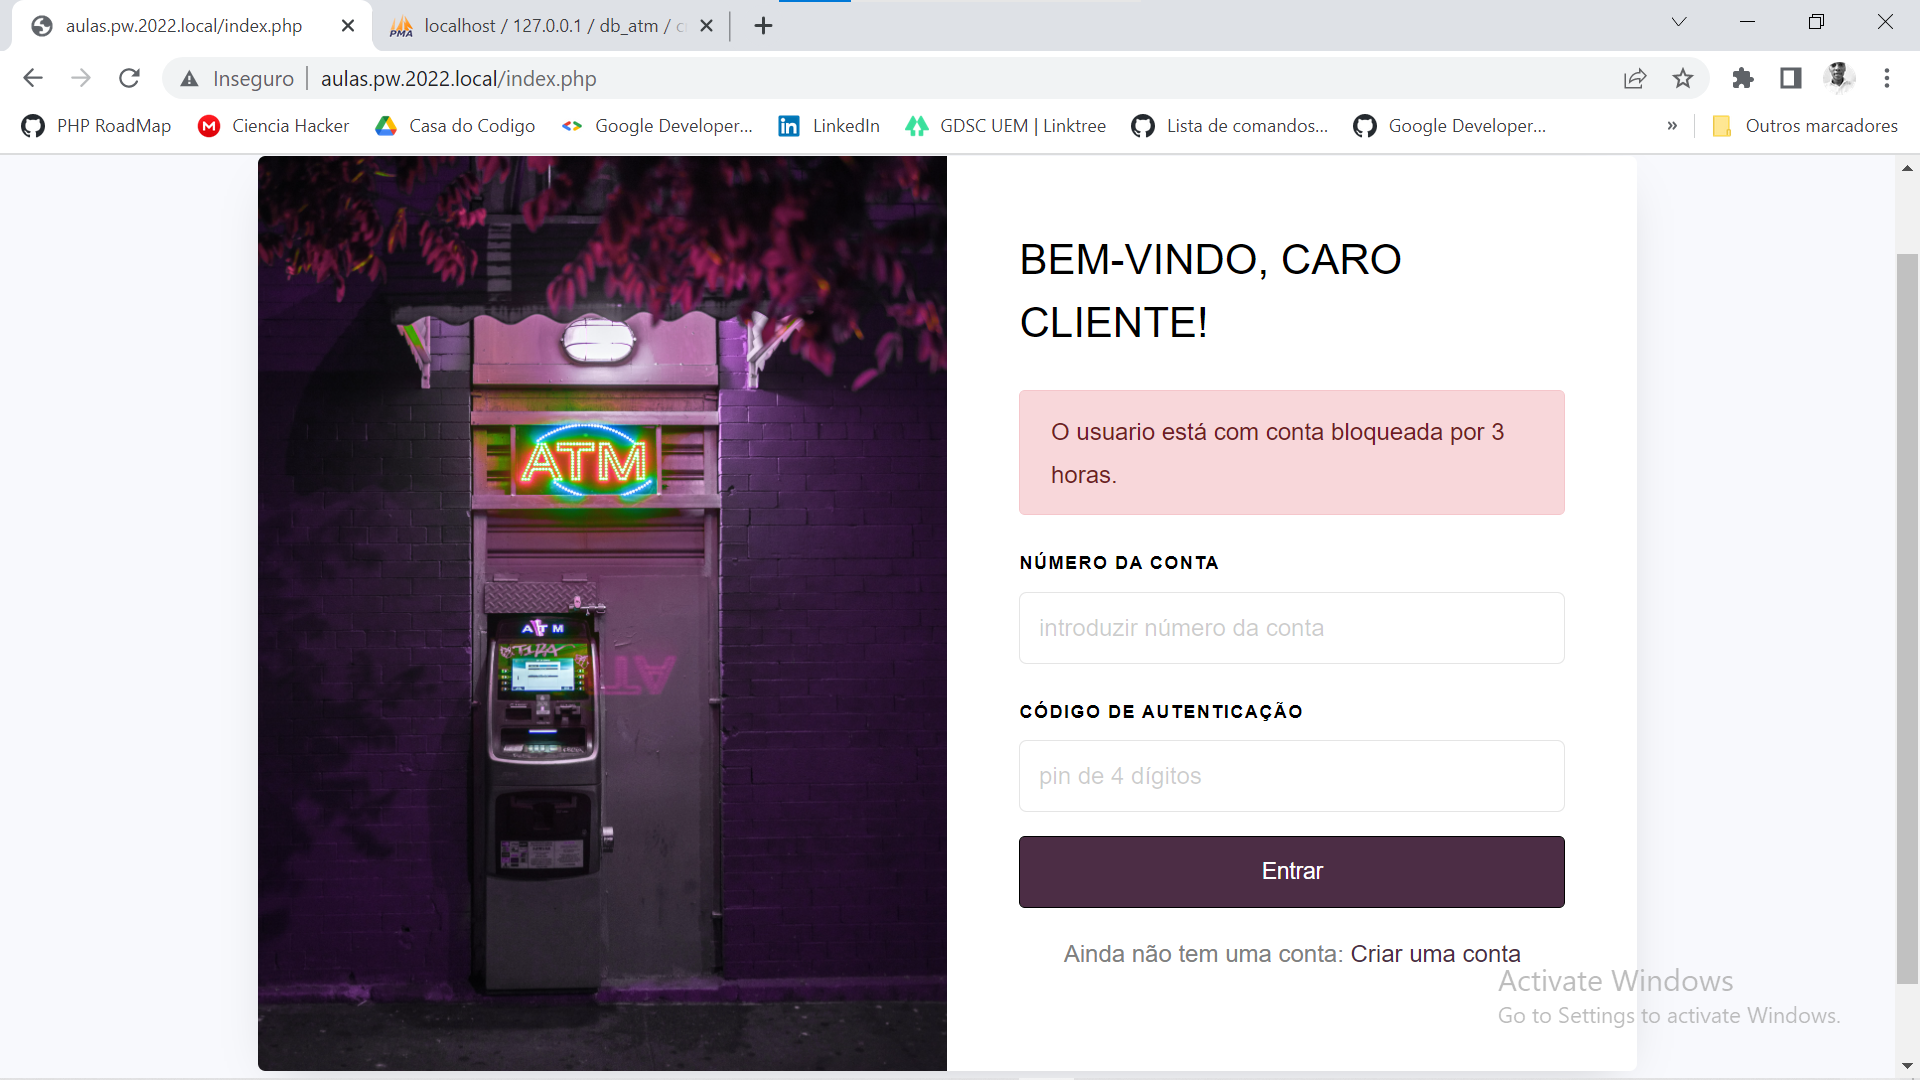 aulas.pw.2022.local/index.php
localhost / 127.0.0.1 / db_atm /
Inseguro
aulas.pw.2022.local/index.php
PHP RoadMap
Ciencia Hacker
Casa do Codigo
Google Developer...
LinkedIn
GDSC UEM | Linktree
Lista de comandos...
Google Developer...
»
Outros marcadores
BEM-VINDO, CARO
CLIENTE!
O usuario está com conta bloqueada por 3
horas.
NÚMERO DA CONTA
introduzir número da conta
CÓDIGO DE AUTENTICAÇÃO
pin de 4 dígitos
Entrar
Ainda não tem uma conta: Criar uma conta
Activate Windows
Go to Settings to activate Windows.
ATM
ATM
ATM